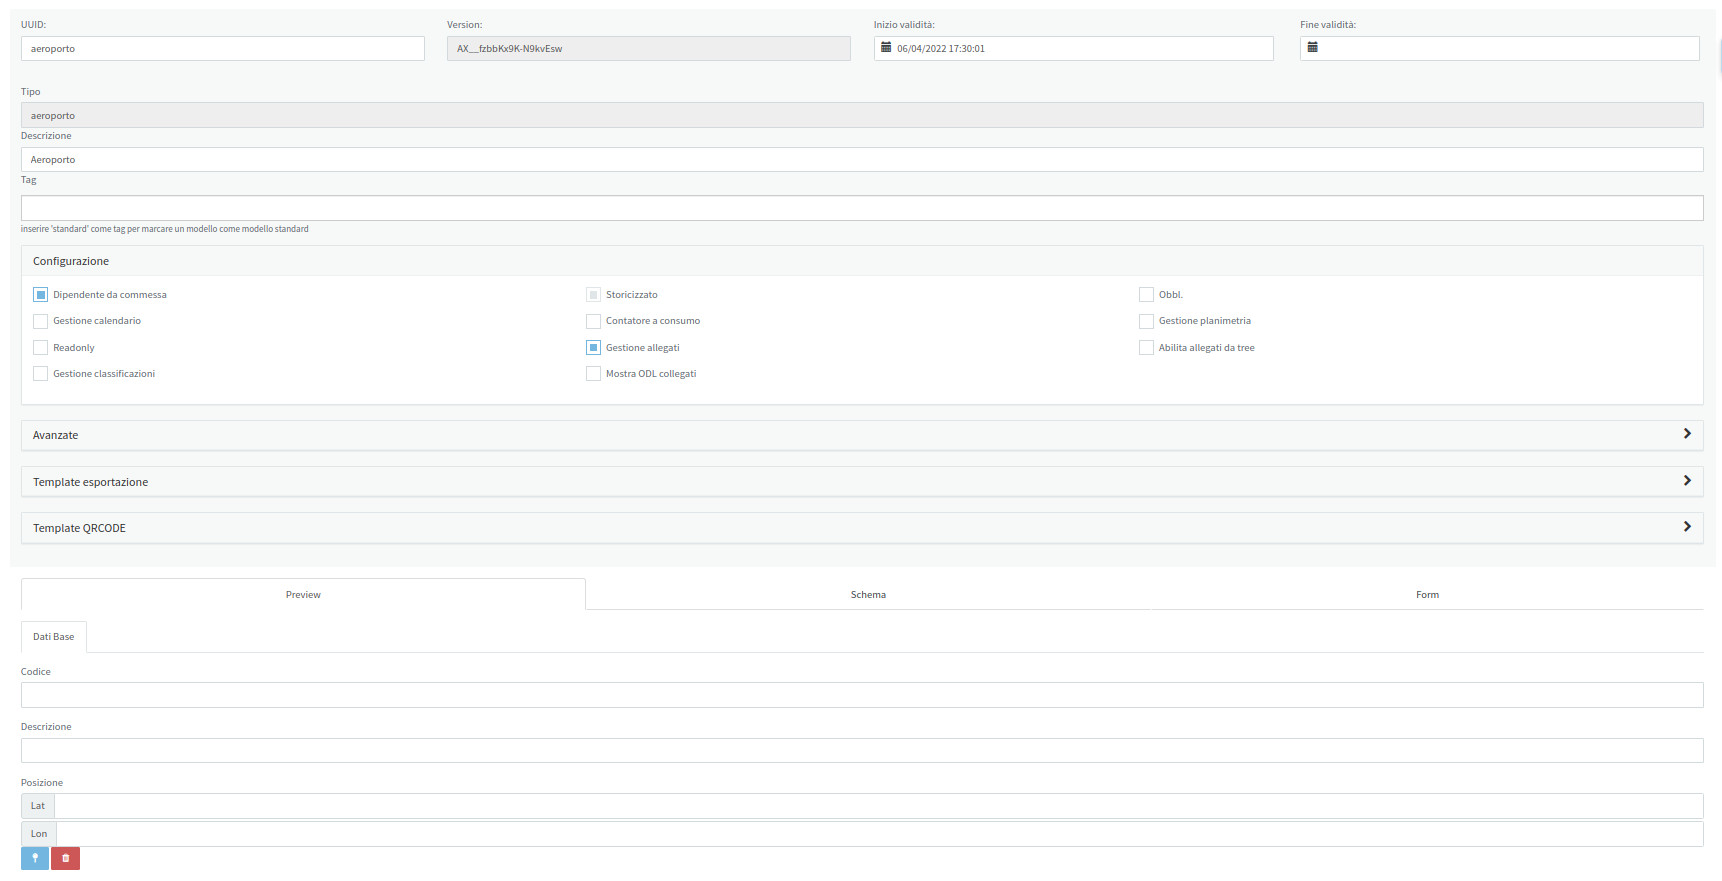 UUID: Version: Inizio validità: Fine validità:
aeroporto AX__fzbbKx9K-N9kvEsw 06/04/2022 17:30:01
Tipo
aeroporto
Descrizione
Aeroporto
Tag
inserire 'standard' come tag per marcare un modello come modello standard
Configurazione
Dipendente da commessa Storicizzato Obbl.
Gestione calendario Contatore a consumo Gestione planimetria
Readonly Gestione allegati Abilita allegati da tree
Gestione classificazioni Mostra ODL collegati
Avanzate
Template esportazione
Template QRCODE
Preview Schema Form
Dati Base
Codice
Descrizione
Posizione
Lat
Lon